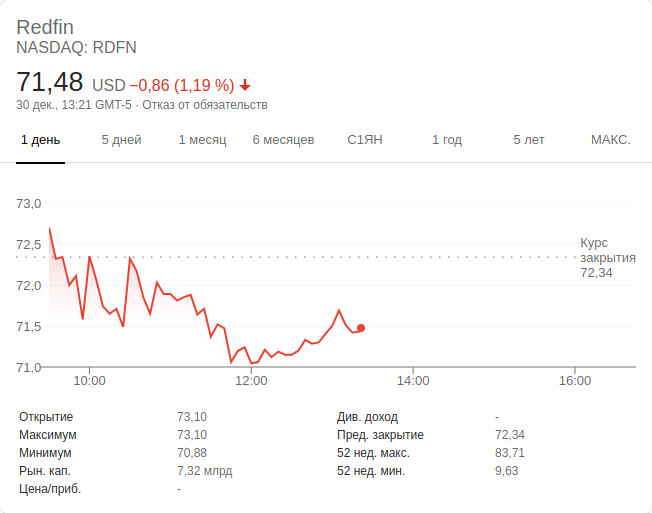 Redfin
NASDAQ: RDFN
71,48 USD −0,86 (1,19 %)
30 дек., 13:21 GMT-5 · Отказ от обязательств
1 день 5 дней 1 месяц 6 месяцев С1ЯН 1 год 5 лет МАКС.
73,0
72,5
72,0
71,5
71,0
Курс
закрытия
72,34
10:00 12:00 14:00 16:00
Открытие 73,10 Див. доход -
Максимум 73,10 Пред. закрытие 72,34
Минимум 70,88 52 нед. макс. 83,71
Рын. кап. 7,32 млрд 52 нед. мин. 9,63
Цена/приб. -